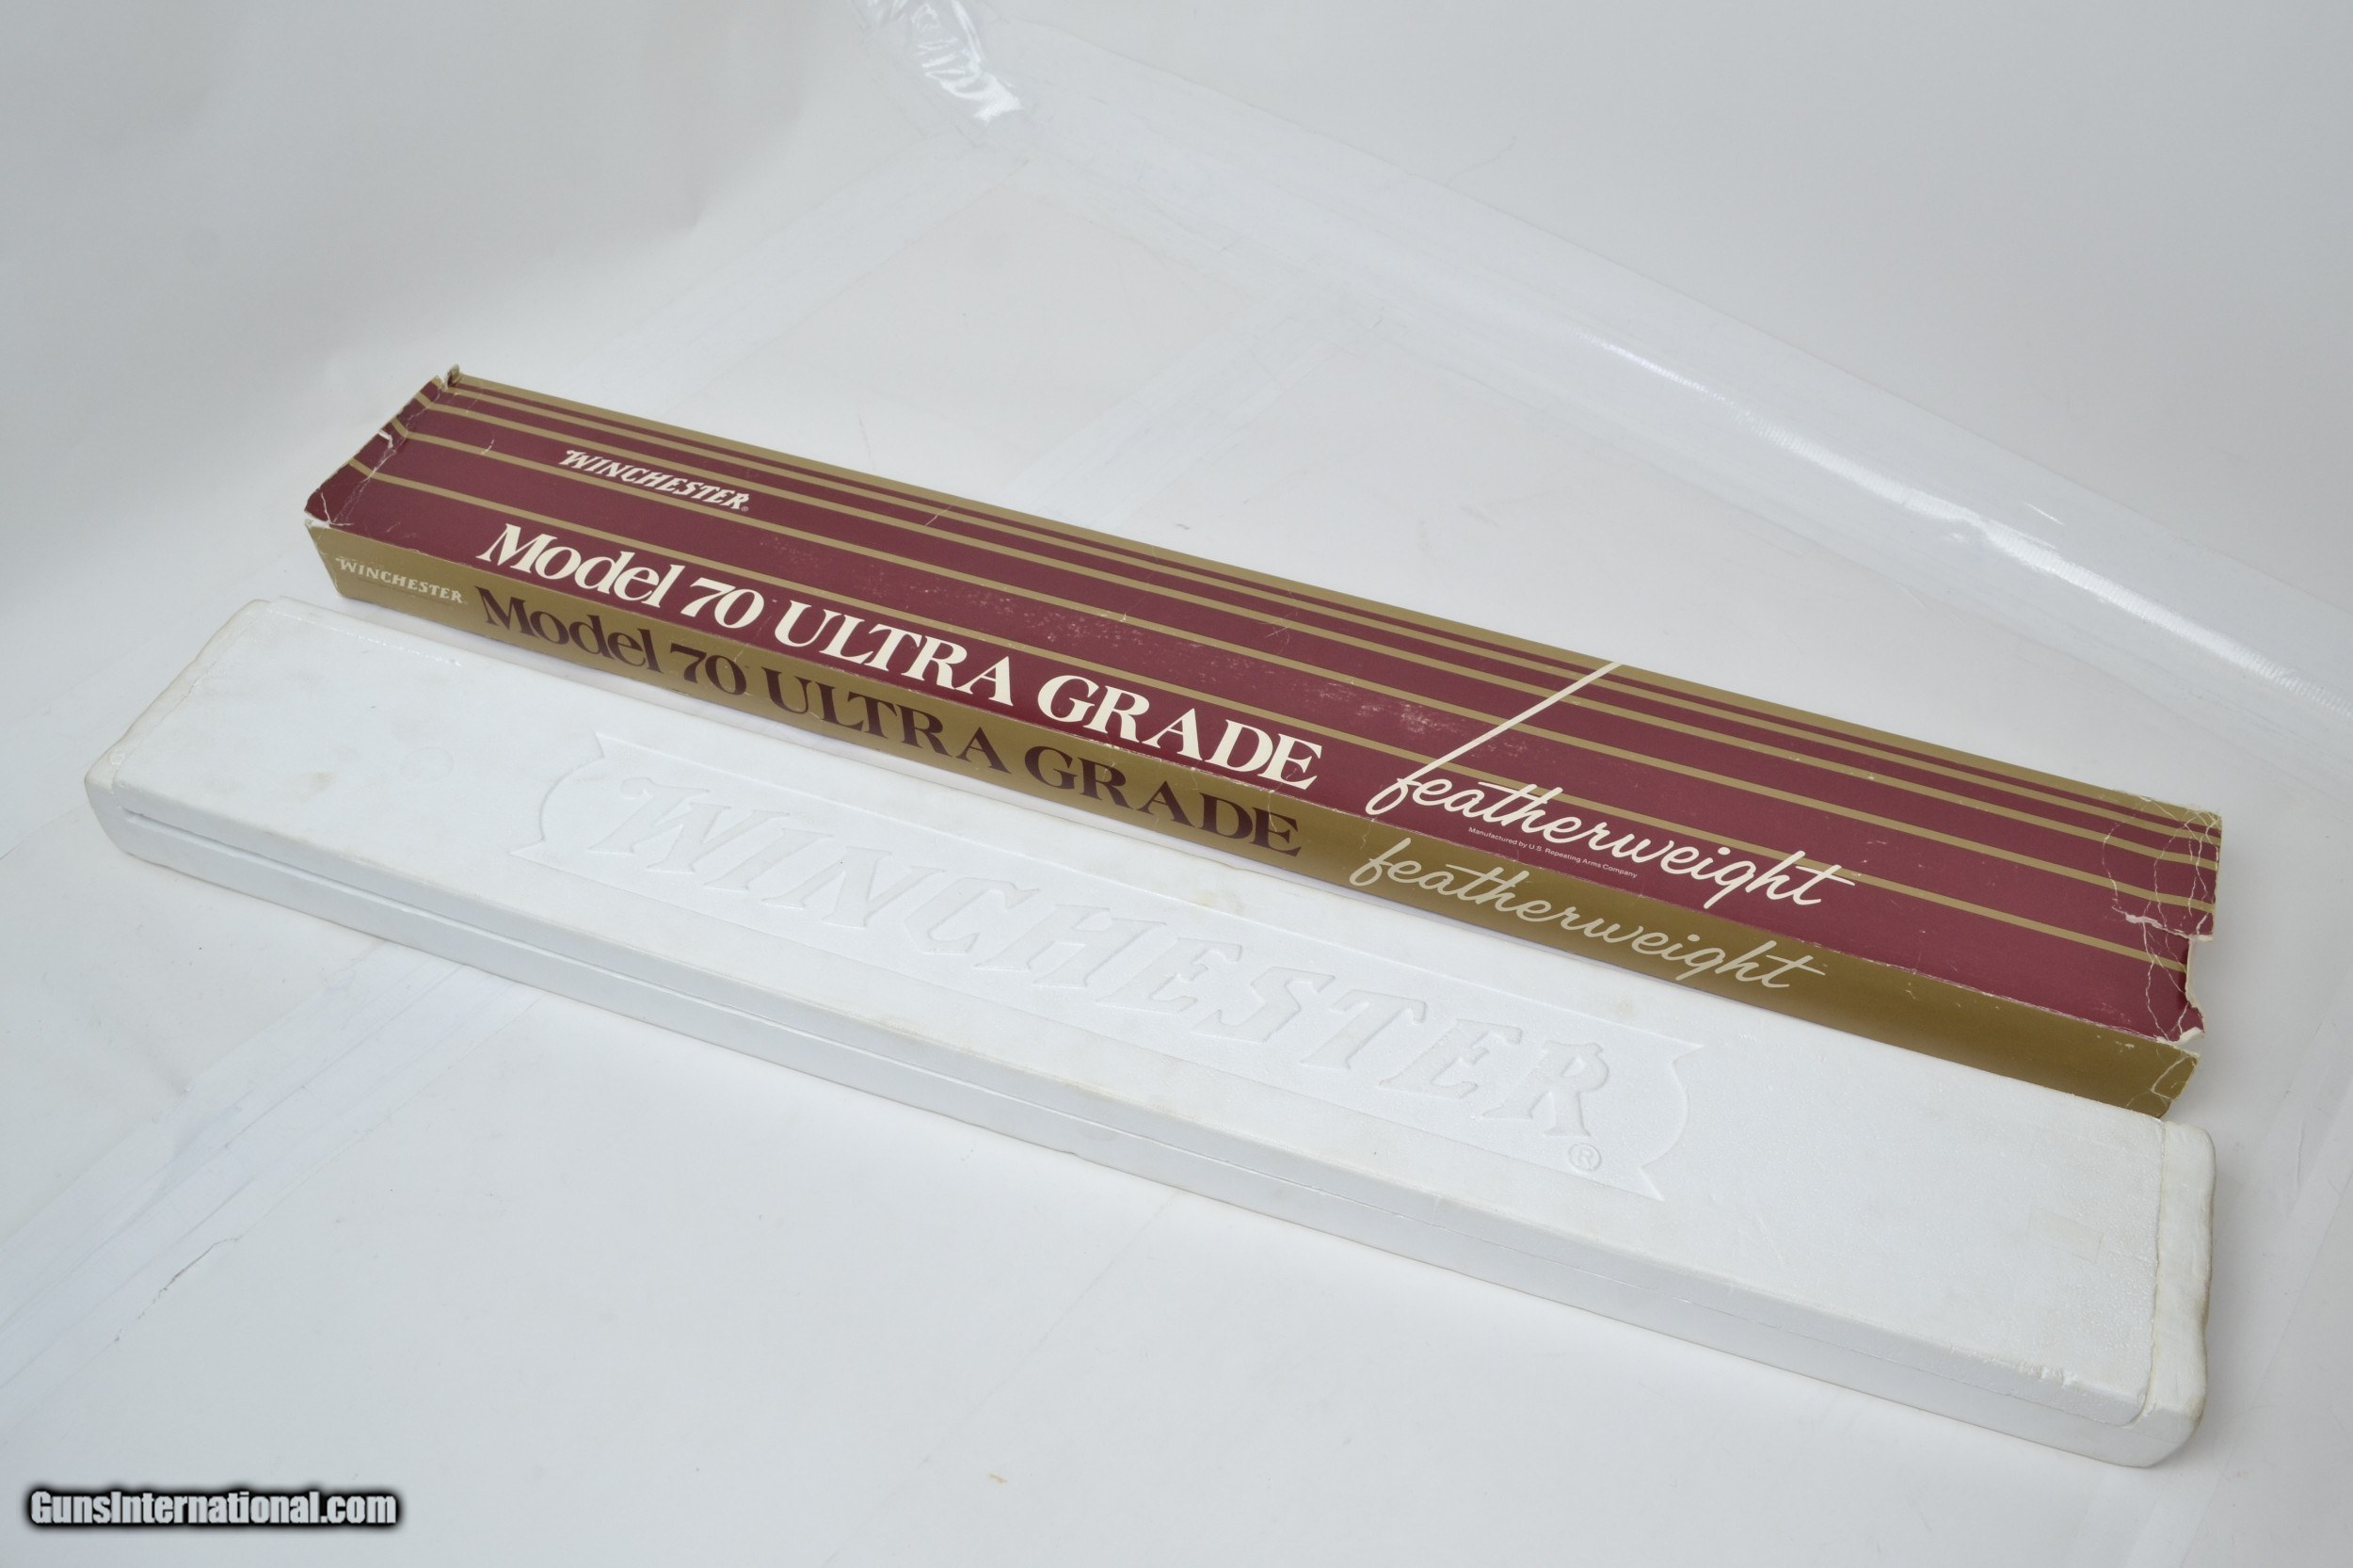 WINCHESTER®
Model 70 ULTRA GRADE
featherweight
Manufactured by U.S. Repeating Arms Company
WINCHESTER
Model 70 ULTRA GRADE
featherweight
WINCHESTER
®
GunsInternational.com